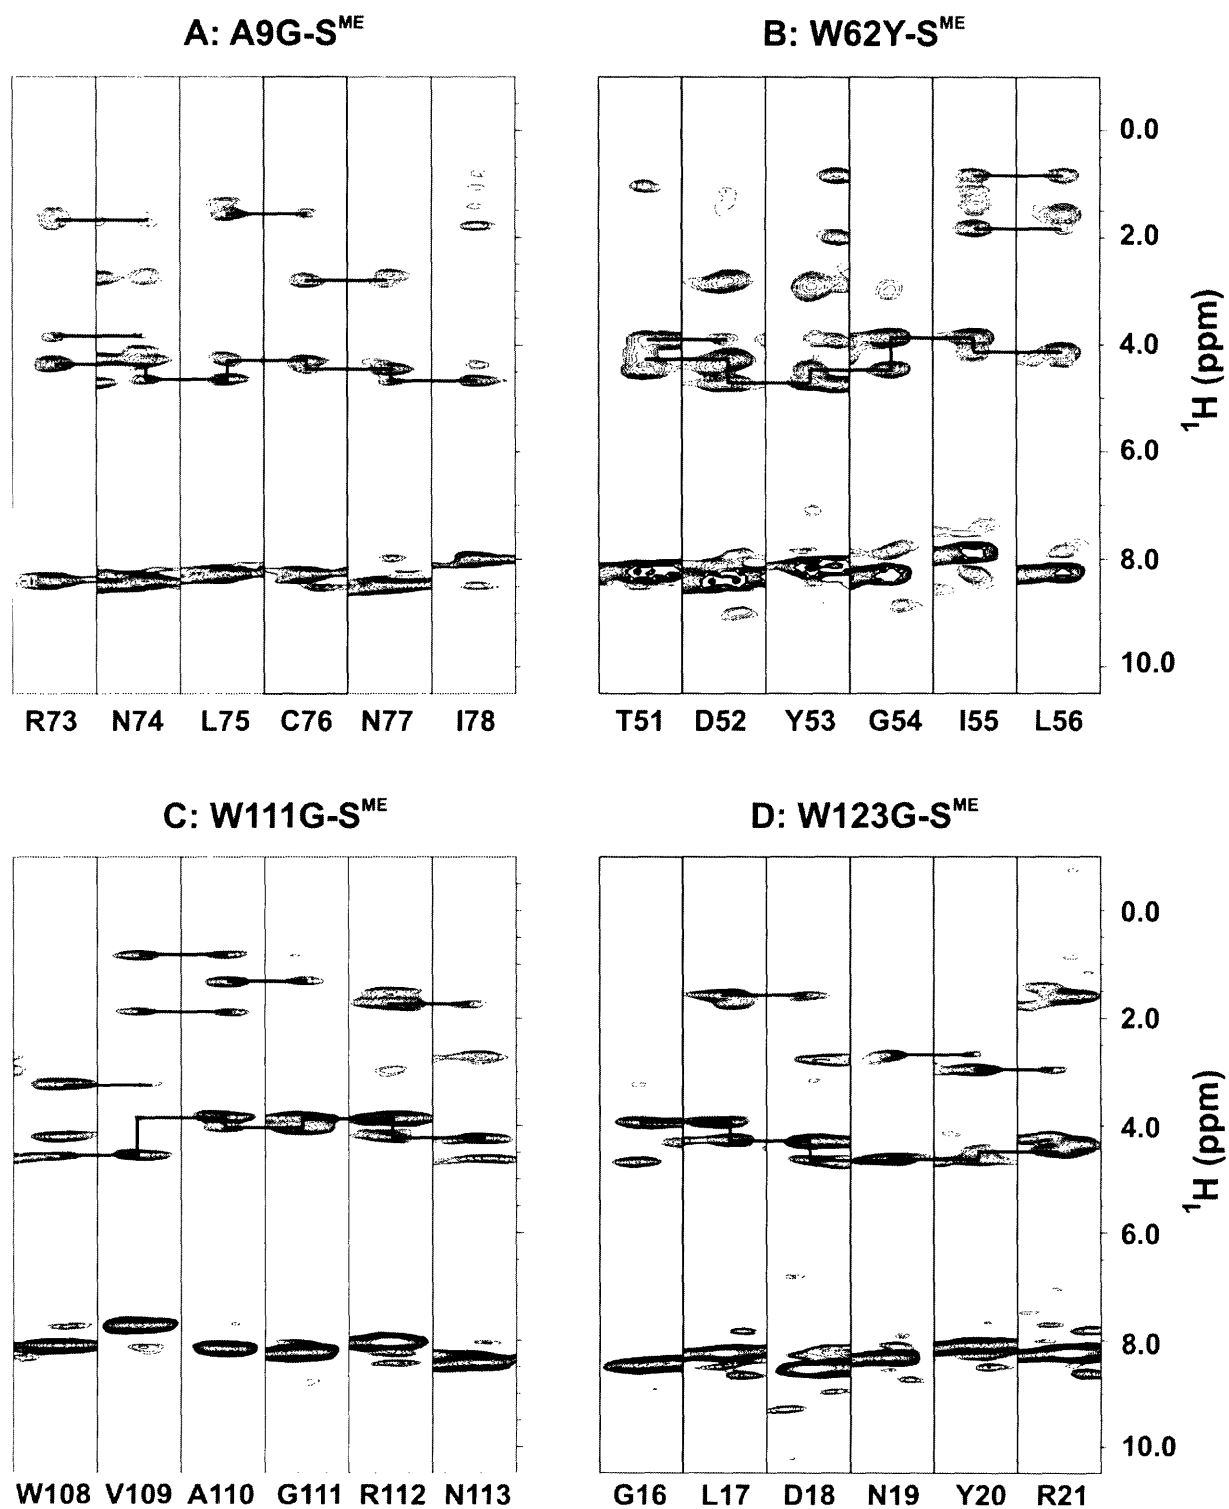 A: A9G-S^ME
B: W62Y-S^ME
0.0
2.0
4.0
6.0
8.0
10.0
¹H (ppm)
R73 N74 L75 C76 N77 I78
T51 D52 Y53 G54 I55 L56
C: W111G-S^ME
D: W123G-S^ME
0.0
2.0
4.0
6.0
8.0
10.0
¹H (ppm)
W108 V109 A110 G111 R112 N113
G16 L17 D18 N19 Y20 R21